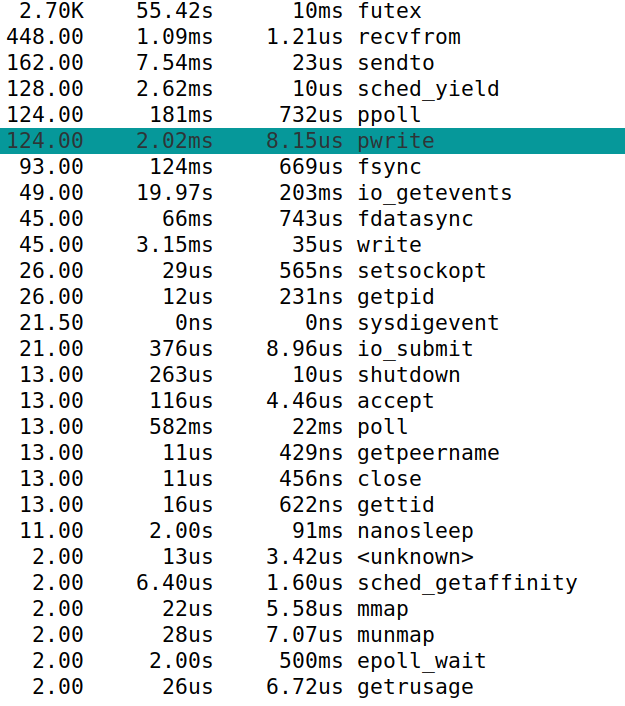 2.70K 55.42s 10ms futex
448.00 1.09ms 1.21us recvfrom
162.00 7.54ms 23us sendto
128.00 2.62ms 10us sched_yield
124.00 181ms 732us ppoll
124.00 2.02ms 8.15us pwrite
93.00 124ms 669us fsync
49.00 19.97s 203ms io_getevents
45.00 66ms 743us fdatasync
45.00 3.15ms 35us write
26.00 29us 565ns setsockopt
26.00 12us 231ns getpid
21.50 0ns 0ns sysdigevent
21.00 376us 8.96us io_submit
13.00 263us 10us shutdown
13.00 116us 4.46us accept
13.00 582ms 22ms poll
13.00 11us 429ns getpeername
13.00 11us 456ns close
13.00 16us 622ns gettid
11.00 2.00s 91ms nanosleep
2.00 13us 3.42us <unknown>
2.00 6.40us 1.60us sched_getaffinity
2.00 22us 5.58us mmap
2.00 28us 7.07us munmap
2.00 2.00s 500ms epoll_wait
2.00 26us 6.72us getrusage